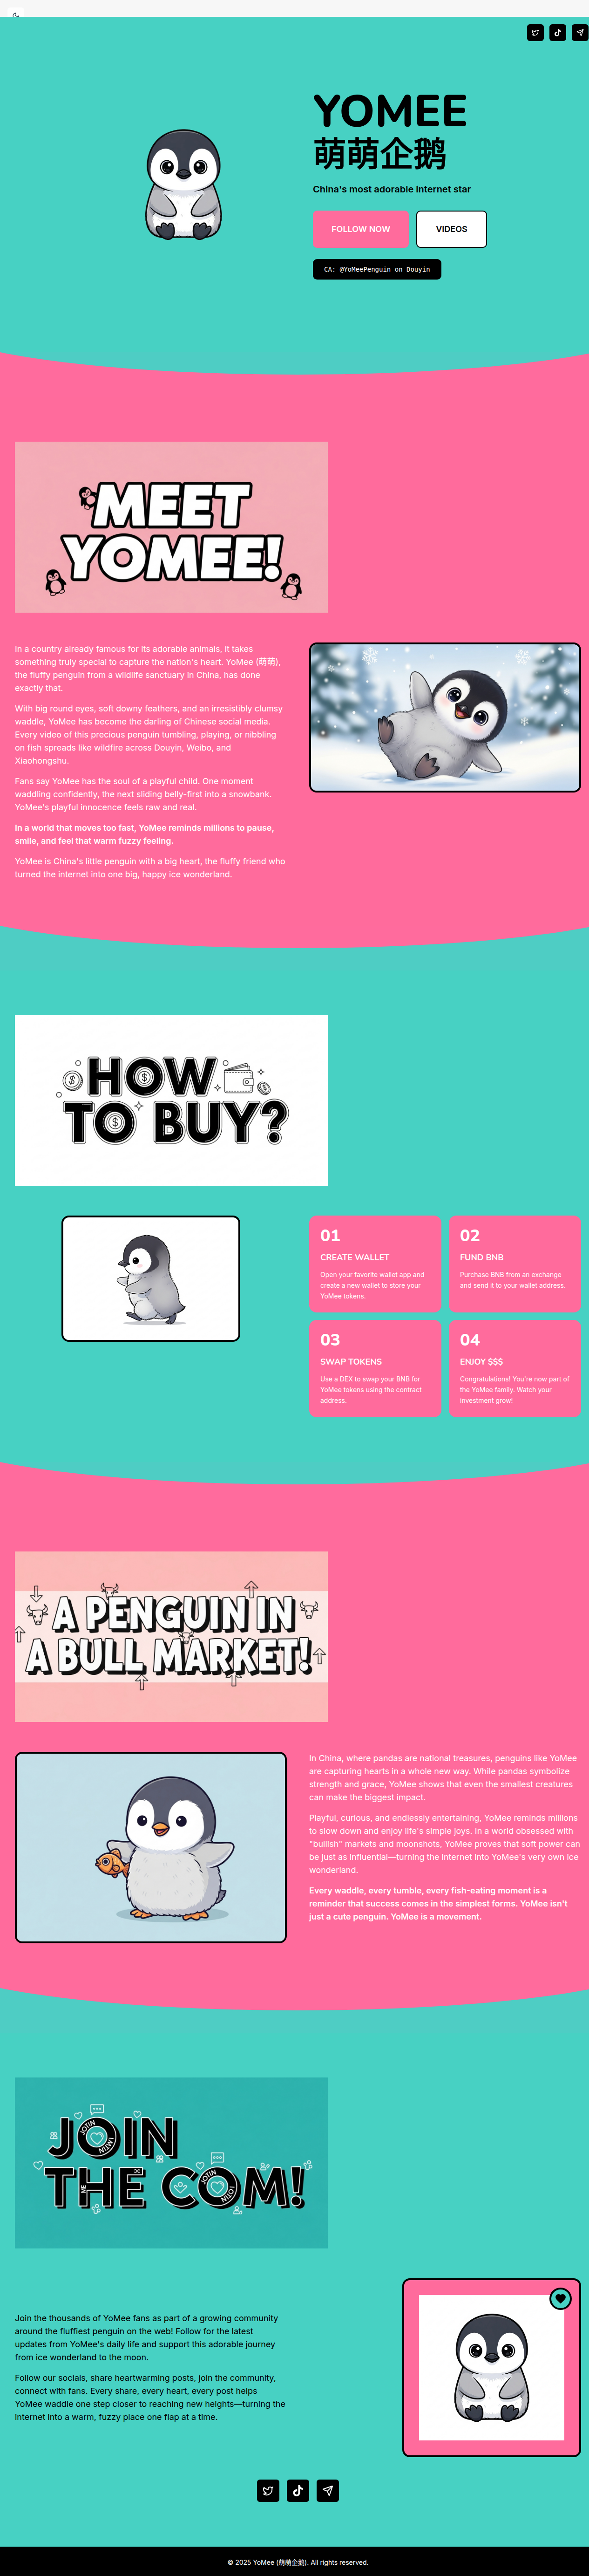 YOMEE
萌萌企鹅
China's most adorable internet star
FOLLOW NOW
VIDEOS
CA: @YoMeePenguin on Douyin
MEET
YOMEE!
In a country already famous for its adorable animals, it takes
something truly special to capture the nation's heart. YoMee (萌萌),
the fluffy penguin from a wildlife sanctuary in China, has done
exactly that.
With big round eyes, soft downy feathers, and an irresistibly clumsy
waddle, YoMee has become the darling of Chinese social media.
Every video of this precious penguin tumbling, playing, or nibbling
on fish spreads like wildfire across Douyin, Weibo, and
Xiaohongshu.
Fans say YoMee has the soul of a playful child. One moment
waddling confidently, the next sliding belly-first into a snowbank.
YoMee's playful innocence feels raw and real.
In a world that moves too fast, YoMee reminds millions to pause,
smile, and feel that warm fuzzy feeling.
YoMee is China's little penguin with a big heart, the fluffy friend who
turned the internet into one big, happy ice wonderland.
HOW
TO BUY?
01
CREATE WALLET
Open your favorite wallet app and
create a new wallet to store your
YoMee tokens.
02
FUND BNB
Purchase BNB from an exchange
and send it to your wallet address.
03
SWAP TOKENS
Use a DEX to swap your BNB for
YoMee tokens using the contract
address.
04
ENJOY $$$
Congratulations! You're now part of
the YoMee family. Watch your
investment grow!
A PENGUIN IN
A BULL MARKET!
In China, where pandas are national treasures, penguins like YoMee
are capturing hearts in a whole new way. While pandas symbolize
strength and grace, YoMee shows that even the smallest creatures
can make the biggest impact.
Playful, curious, and endlessly entertaining, YoMee reminds millions
to slow down and enjoy life's simple joys. In a world obsessed with
"bullish" markets and moonshots, YoMee proves that soft power can
be just as influential—turning the internet into YoMee's very own ice
wonderland.
Every waddle, every tumble, every fish-eating moment is a
reminder that success comes in the simplest forms. YoMee isn't
just a cute penguin. YoMee is a movement.
JOIN
THE COM!
Join the thousands of YoMee fans as part of a growing community
around the fluffiest penguin on the web! Follow for the latest
updates from YoMee's daily life and support this adorable journey
from ice wonderland to the moon.
Follow our socials, share heartwarming posts, join the community,
connect with fans. Every share, every heart, every post helps
YoMee waddle one step closer to reaching new heights—turning the
internet into a warm, fuzzy place one flap at a time.
© 2025 YoMee (萌萌企鹅). All rights reserved.